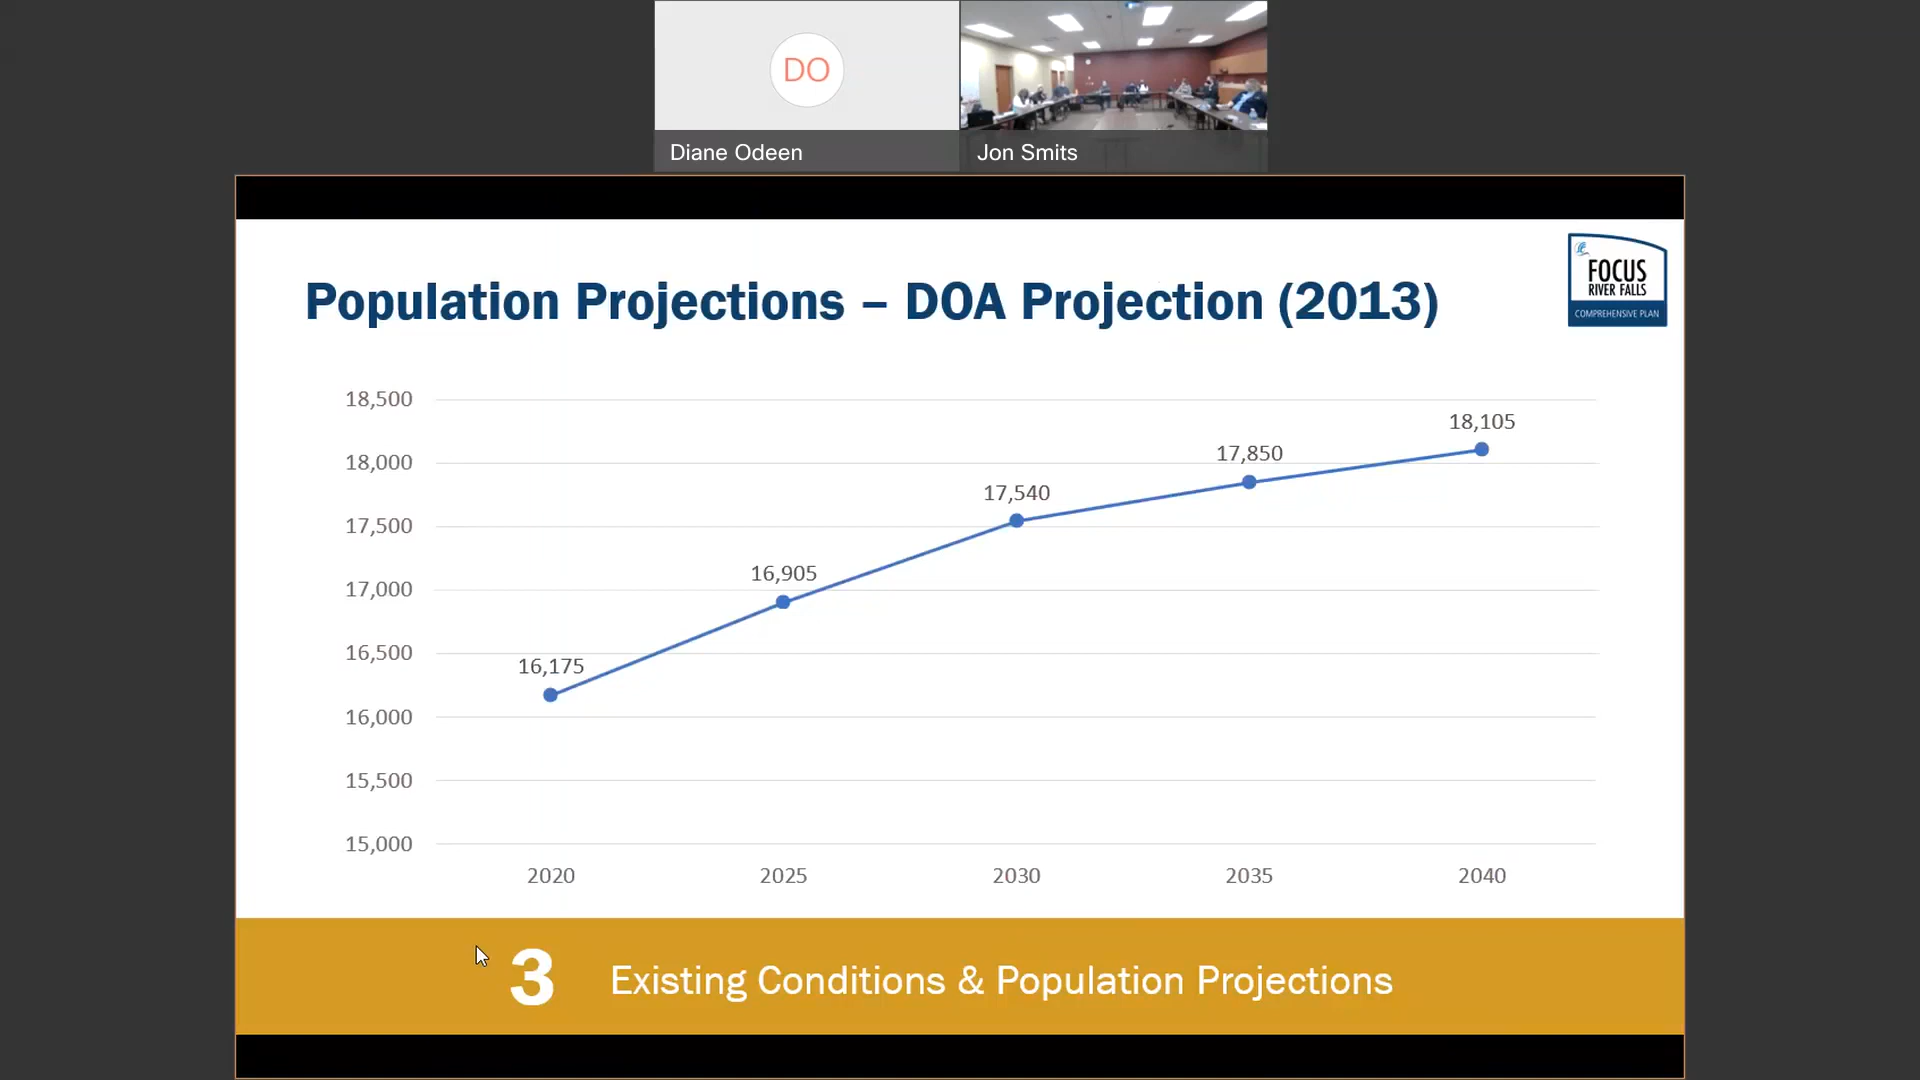 DO
Diane Odeen
Jon Smits
Population Projections – DOA Projection (2013)
FOCUS
RIVER FALLS
COMPREHENSIVE PLAN
18,500
18,000
17,500
17,000
16,500
16,000
15,500
15,000
16,175
16,905
17,540
17,850
18,105
2020
2025
2030
2035
2040
3 Existing Conditions & Population Projections